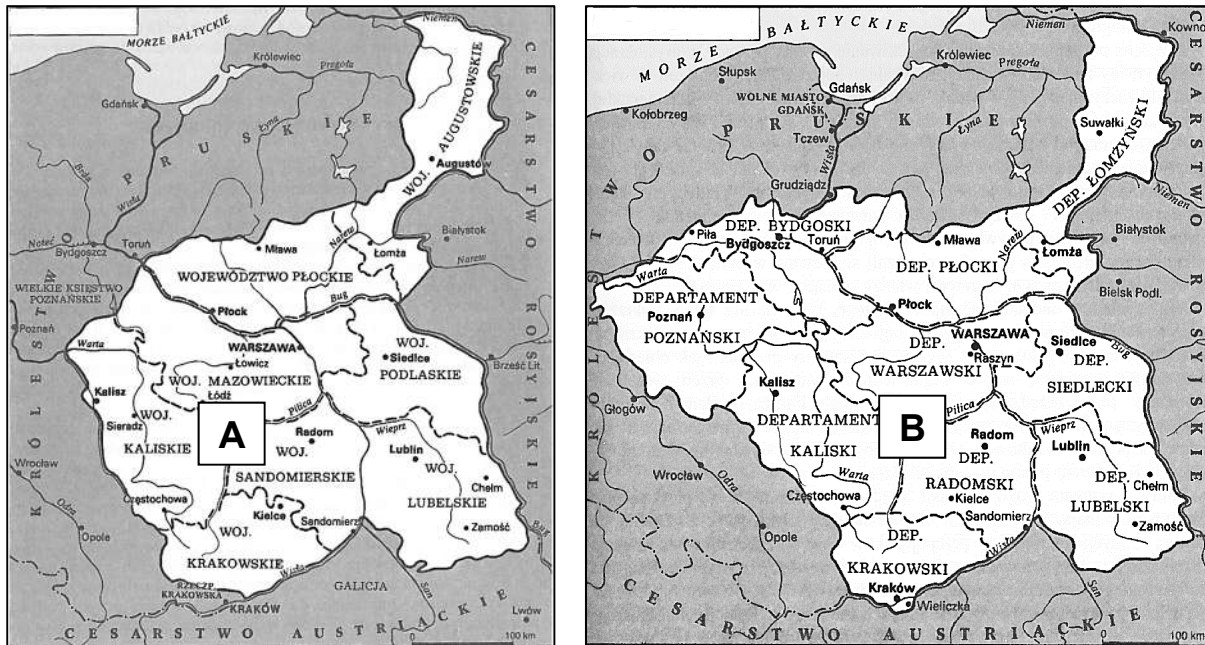 MORZE BAŁTYCKIE
Niemen
CESARSTWO ROSYJSKIE
Królewiec
Pregoła
Gdańsk
Łyna
KRÓLESTWO PRUSKIE
WOJ. AUGUSTOWSKIE
Augustów
Brda
Wisła
Noteć
Bydgoszcz
Toruń
Mława
Narew
Łomża
Białystok
Narew
WOJEWÓDZTWO PŁOCKIE
WIELKIE KSIĘSTWO
POZNAŃSKIE
Poznań
Płock
Bug
Warta
WARSZAWA
Łowicz
WOJ.
PODLASKIE
Siedlce
Brześć Lit.
Kalisz
WOJ.
MAZOWIECKIE
Łódź
Sieradz
WOJ.
KALISKIE
A
Pilica
Radom
WOJ.
SANDOMIERSKIE
Wieprz
Lublin
WOJ.
LUBELSKIE
Chełm
Zamość
Wrocław
Odra
Częstochowa
Kielce
Sandomierz
Bug
Opole
WOJ.
KRAKOWSKIE
Wisła
GALICJA
San
RZECZP.
KRAKOWSKA
KRAKÓW
Lwów
CESARSTWO AUSTRIACKIE
0
100 km
MORZE BAŁTYCKIE
Niemen
Kowno
CESARSTWO ROSYJSKIE
Słupsk
Królewiec
Pregoła
Gdańsk
WOLNE MIASTO
GDAŃSK
Kołobrzeg
KRÓLESTWO PRUSKIE
Tczew
Łyna
Suwałki
Wisła
Grudziądz
DEP. ŁOMŻYŃSKI
Niemen
Piła
DEP. BYDGOSKI
Bydgoszcz
Toruń
Mława
Narew
Łomża
Białystok
DEP. PŁOCKI
Bielsk Podl.
Warta
DEPARTAMENT
POZNAŃSKI
Poznań
Płock
WARSZAWA
Raszyn
DEP.
WARSZAWSKI
Siedlce
DEP.
SIEDLECKI
Bug
Kalisz
Głogów
DEPARTAMENT
KALISKI
B
Pilica
Wieprz
Radom
DEP.
RADOMSKI
Lublin
DEP.
LUBELSKI
Chełm
Zamość
Wrocław
Odra
Warta
Częstochowa
Kielce
Sandomierz
Opole
DEP.
KRAKOWSKI
Wisła
Kraków
Wieliczka
San
CESARSTWO AUSTRIACKIE
0
100 km